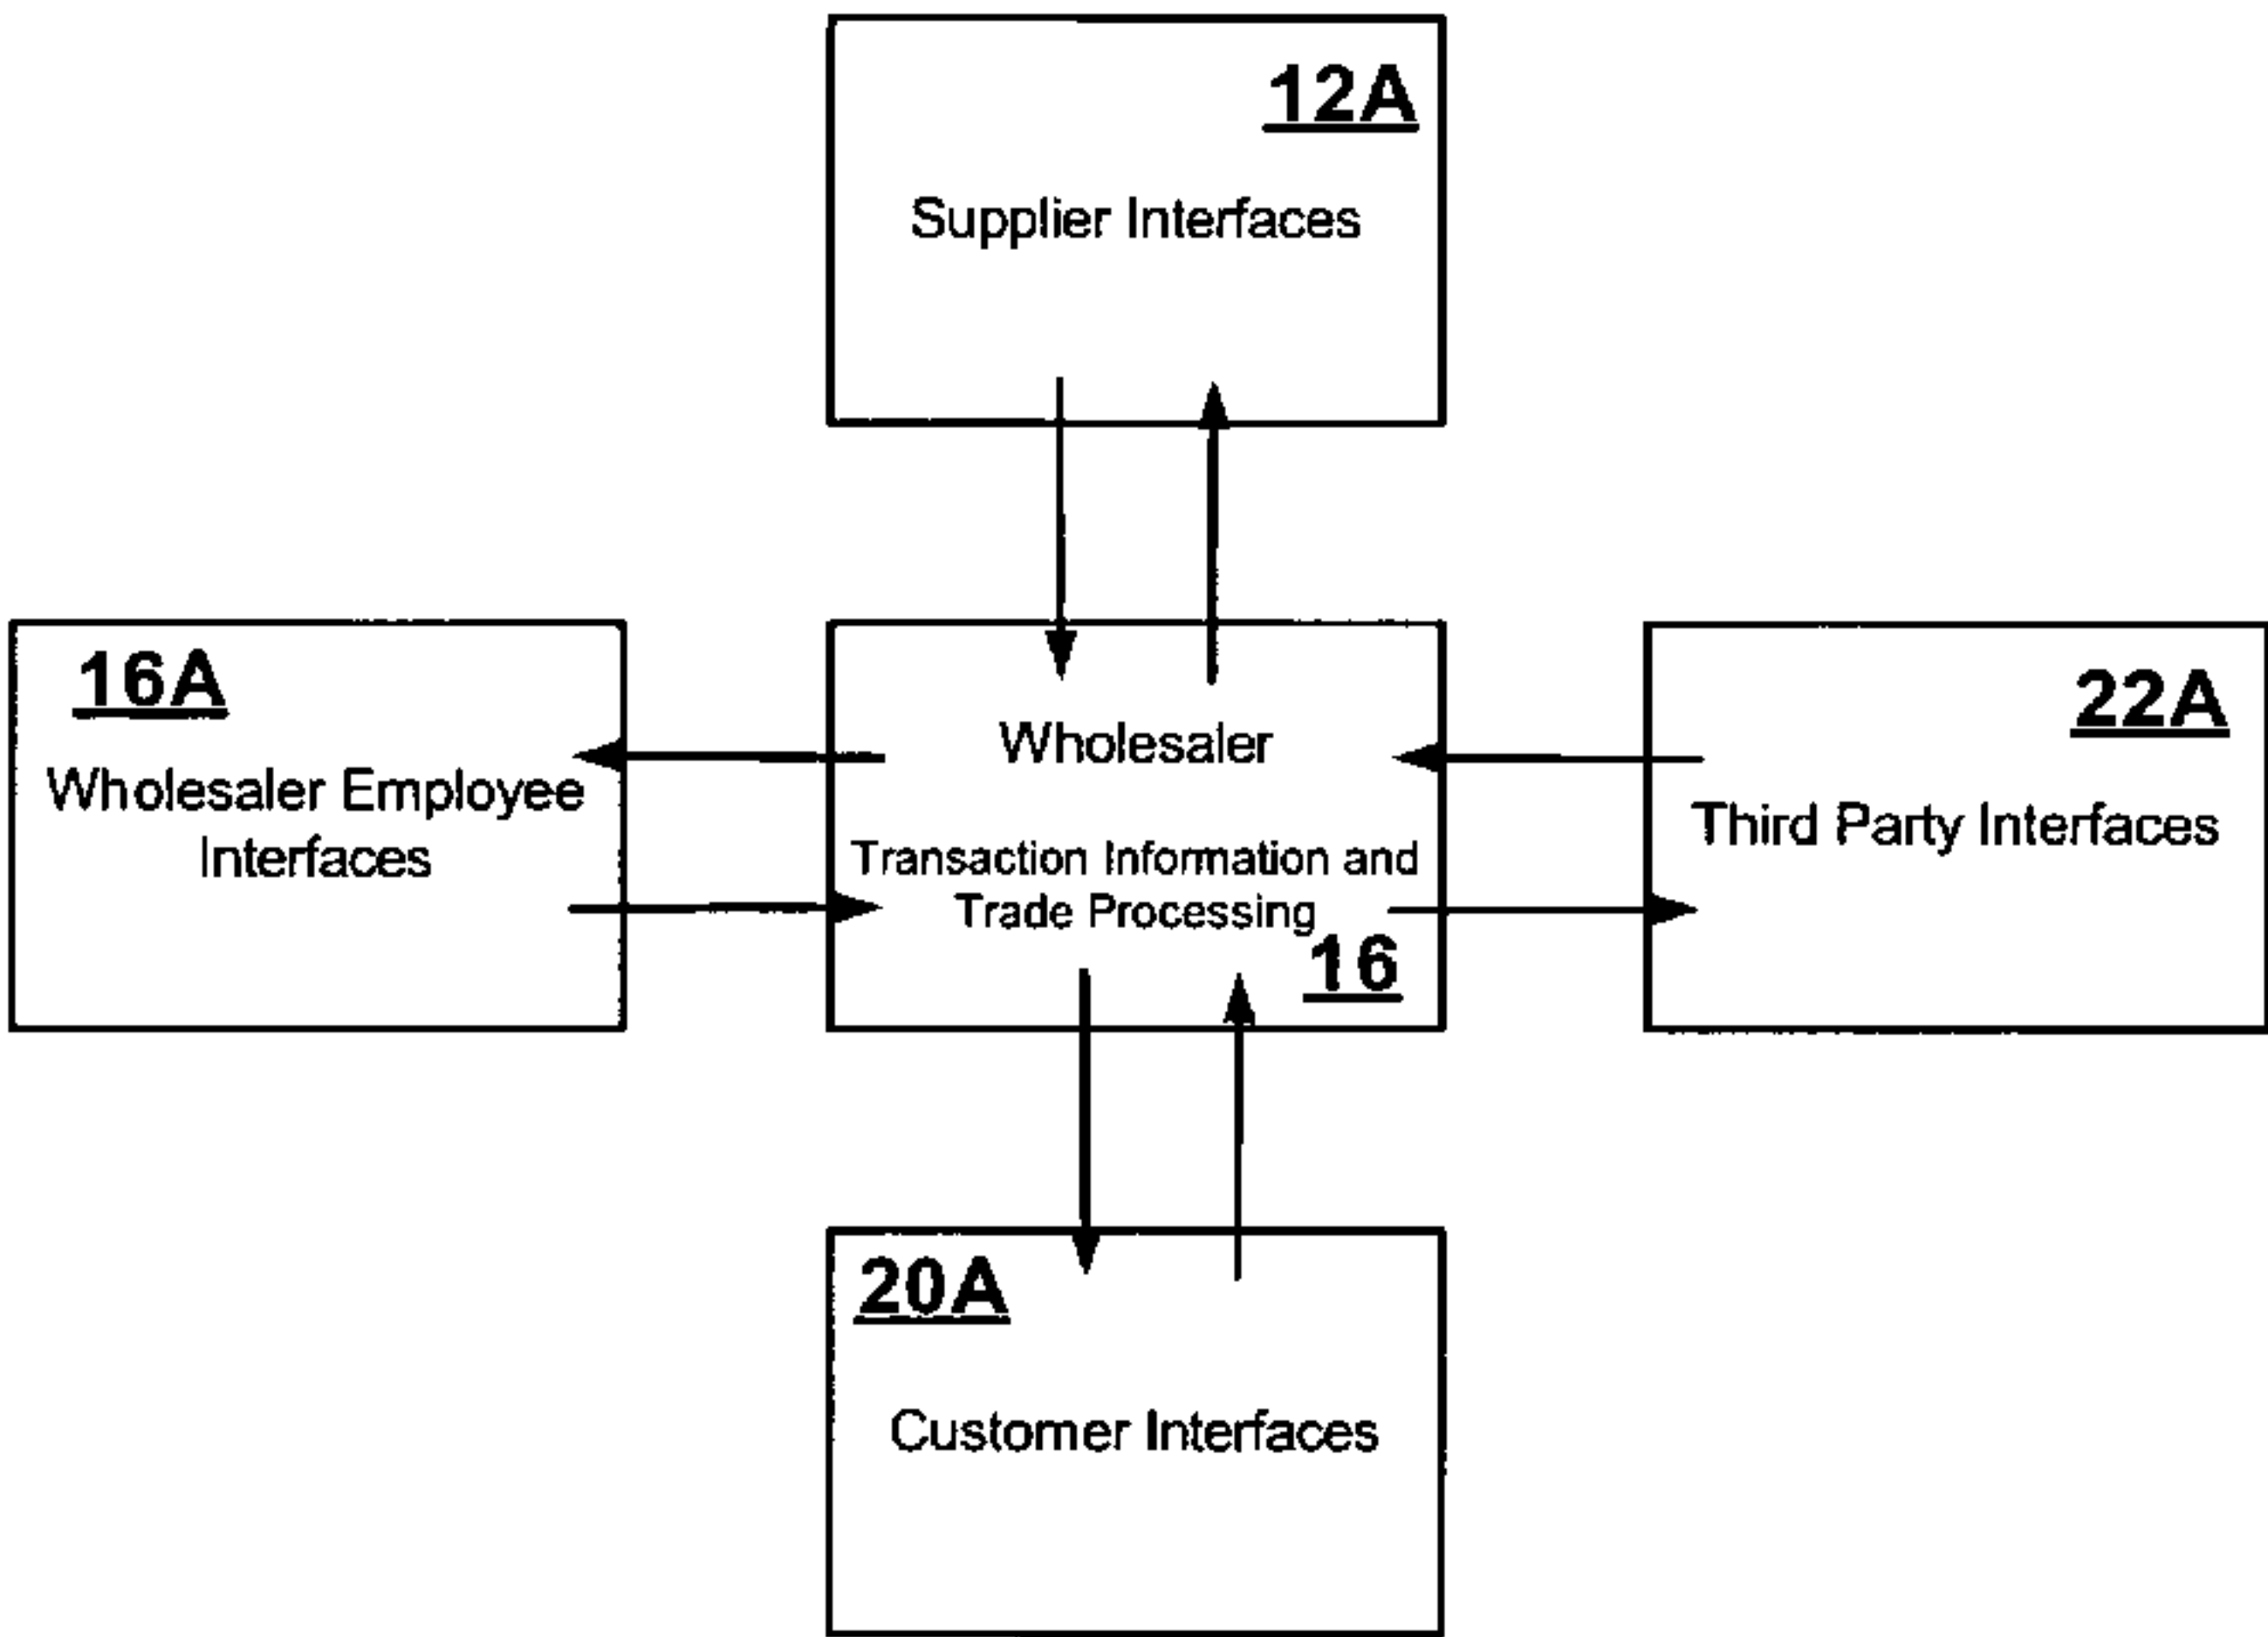 12A
Supplier Interfaces
16A
Wholesaler Employee
Interfaces
Wholesaler
Transaction Information and
Trade Processing
16
22A
Third Party Interfaces
20A
Customer Interfaces